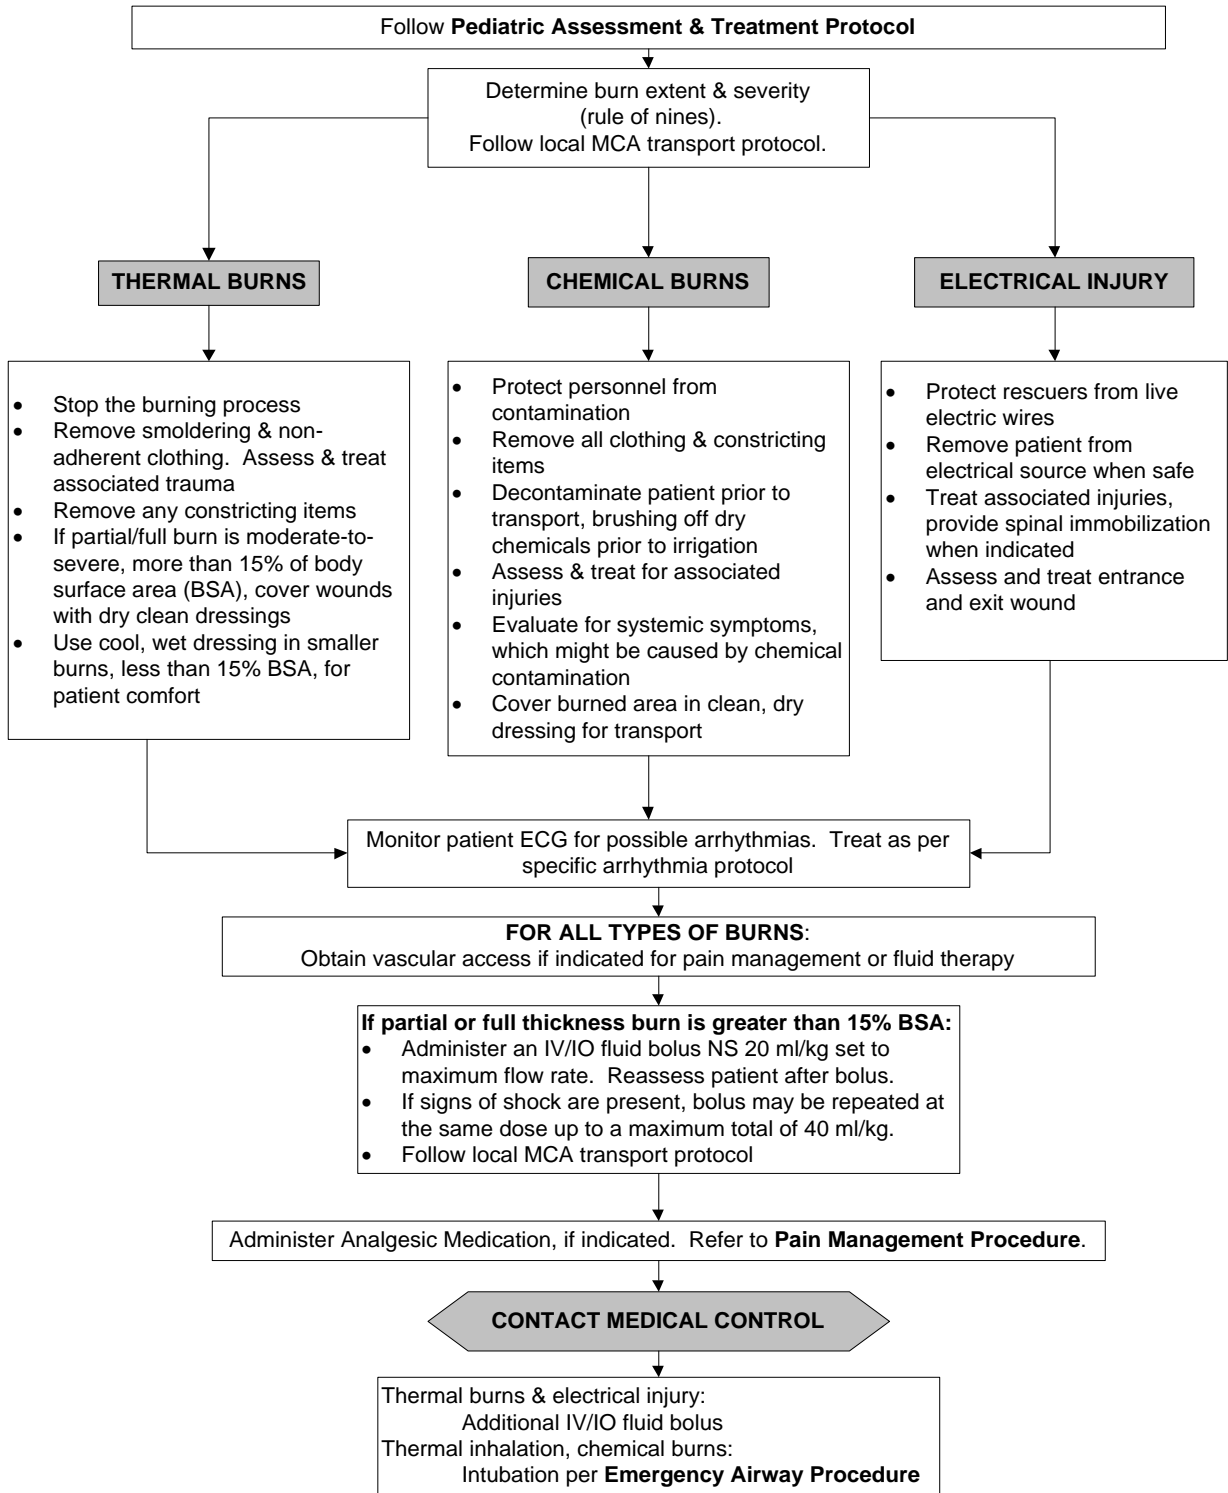 Follow Pediatric Assessment & Treatment Protocol
Determine burn extent & severity
(rule of nines).
Follow local MCA transport protocol.
THERMAL BURNS
CHEMICAL BURNS
ELECTRICAL INJURY
• Stop the burning process
• Remove smoldering & non-
adherent clothing. Assess & treat
associated trauma
• Remove any constricting items
• If partial/full burn is moderate-to-
severe, more than 15% of body
surface area (BSA), cover wounds
with dry clean dressings
• Use cool, wet dressing in smaller
burns, less than 15% BSA, for
patient comfort
• Protect personnel from
contamination
• Remove all clothing & constricting
items
• Decontaminate patient prior to
transport, brushing off dry
chemicals prior to irrigation
• Assess & treat for associated
injuries
• Evaluate for systemic symptoms,
which might be caused by chemical
contamination
• Cover burned area in clean, dry
dressing for transport
• Protect rescuers from live
electric wires
• Remove patient from
electrical source when safe
• Treat associated injuries,
provide spinal immobilization
when indicated
• Assess and treat entrance
and exit wound
Monitor patient ECG for possible arrhythmias. Treat as per
specific arrhythmia protocol
FOR ALL TYPES OF BURNS:
Obtain vascular access if indicated for pain management or fluid therapy
If partial or full thickness burn is greater than 15% BSA:
• Administer an IV/IO fluid bolus NS 20 ml/kg set to
maximum flow rate. Reassess patient after bolus.
• If signs of shock are present, bolus may be repeated at
the same dose up to a maximum total of 40 ml/kg.
• Follow local MCA transport protocol
Administer Analgesic Medication, if indicated. Refer to Pain Management Procedure.
CONTACT MEDICAL CONTROL
Thermal burns & electrical injury:
Additional IV/IO fluid bolus
Thermal inhalation, chemical burns:
Intubation per Emergency Airway Procedure